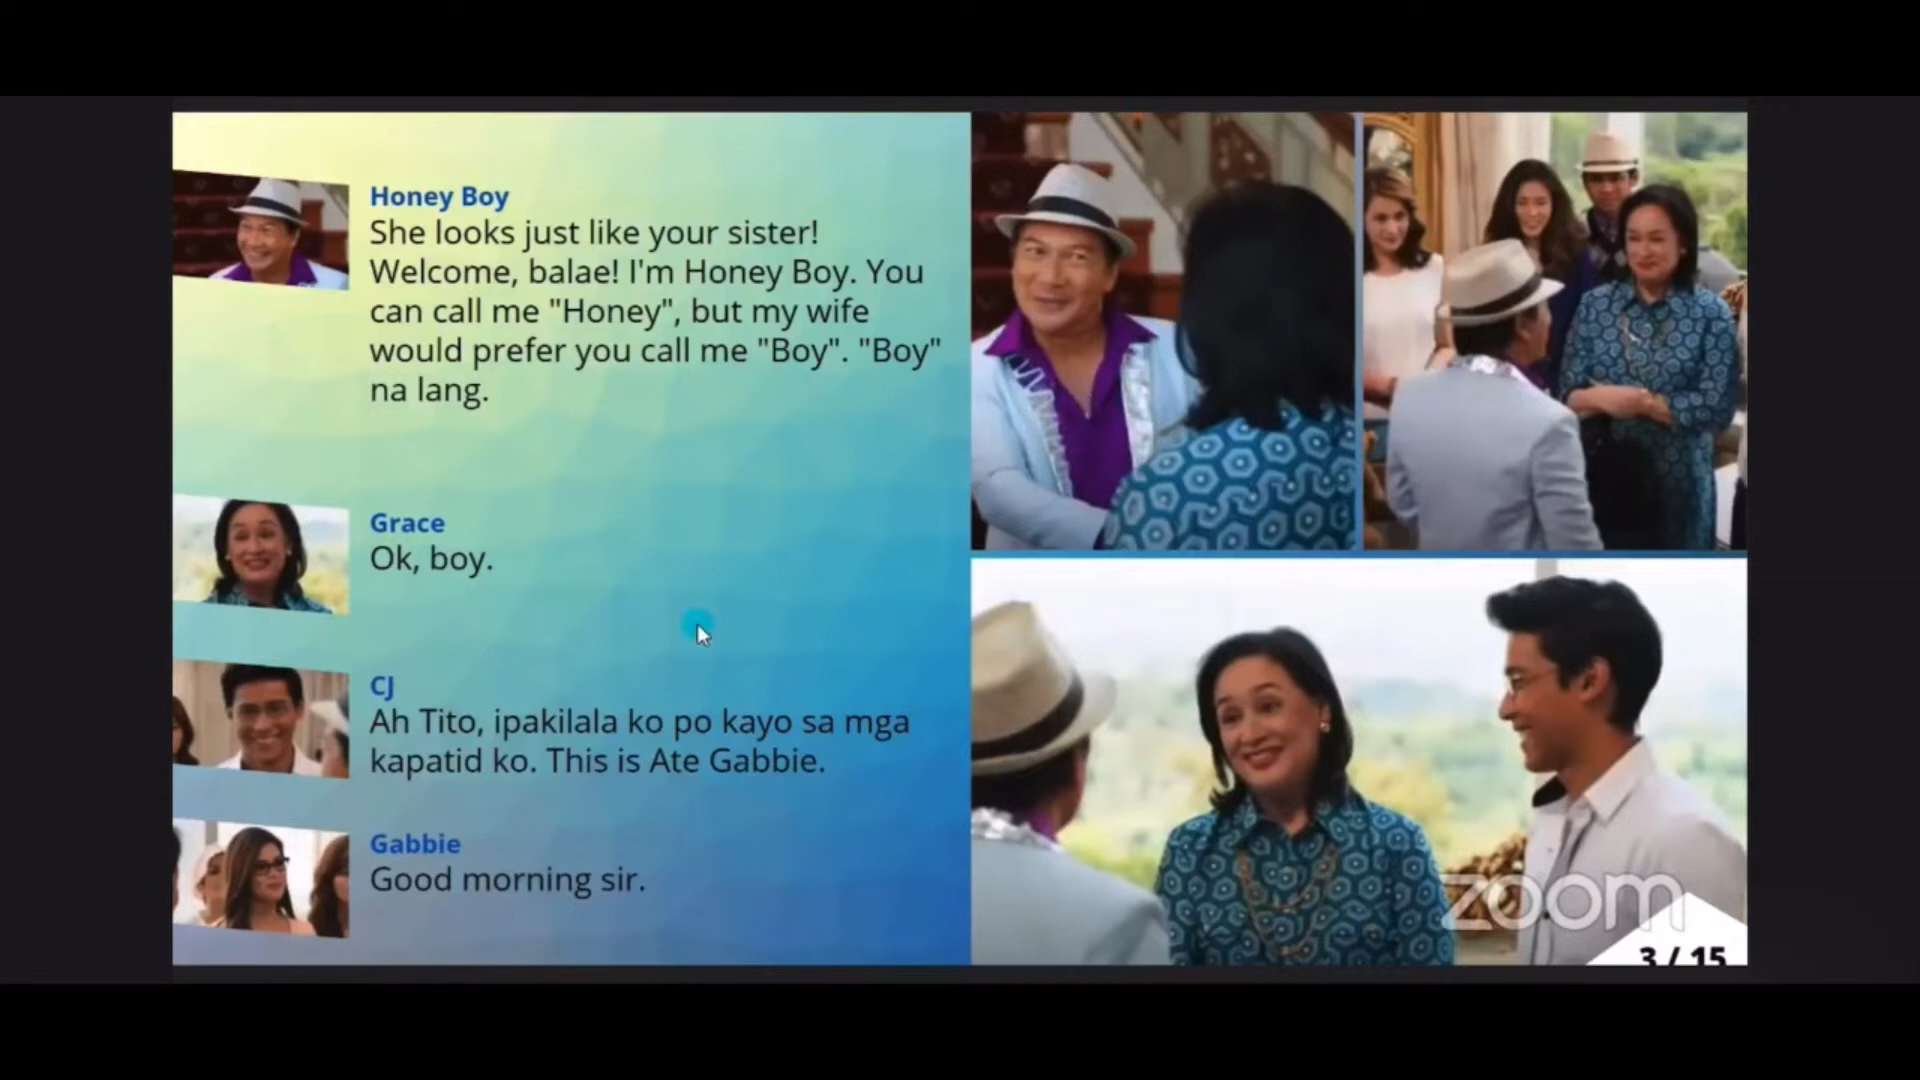 Honey Boy
She looks just like your sister!
Welcome, balae! I'm Honey Boy. You
can call me "Honey", but my wife
would prefer you call me "Boy". "Boy"
na lang.
Grace
Ok, boy.
CJ
Ah Tito, ipakilala ko po kayo sa mga
kapatid ko. This is Ate Gabbie.
Gabbie
Good morning sir.
zoom
3 / 15